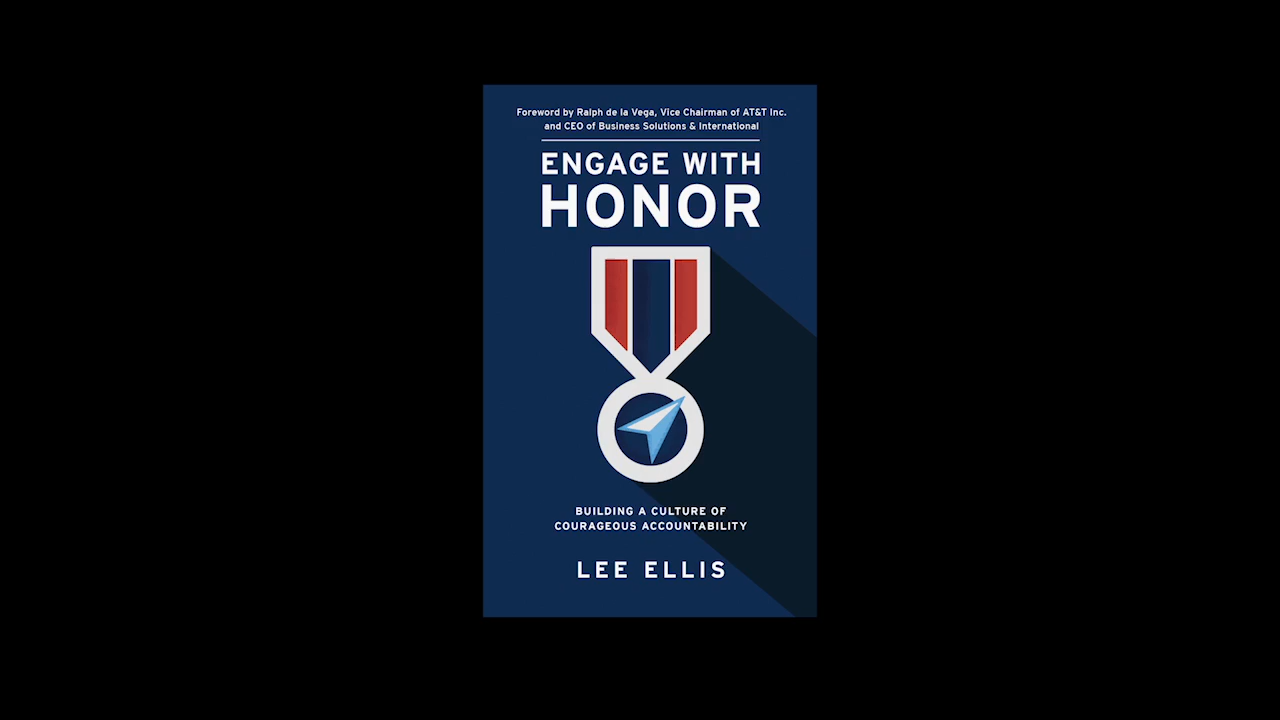 Foreword by Ralph de la Vega, Vice Chairman of AT&T Inc.
and CEO of Business Solutions & International
ENGAGE WITH
HONOR
BUILDING A CULTURE OF
COURAGEOUS ACCOUNTABILITY
LEE ELLIS